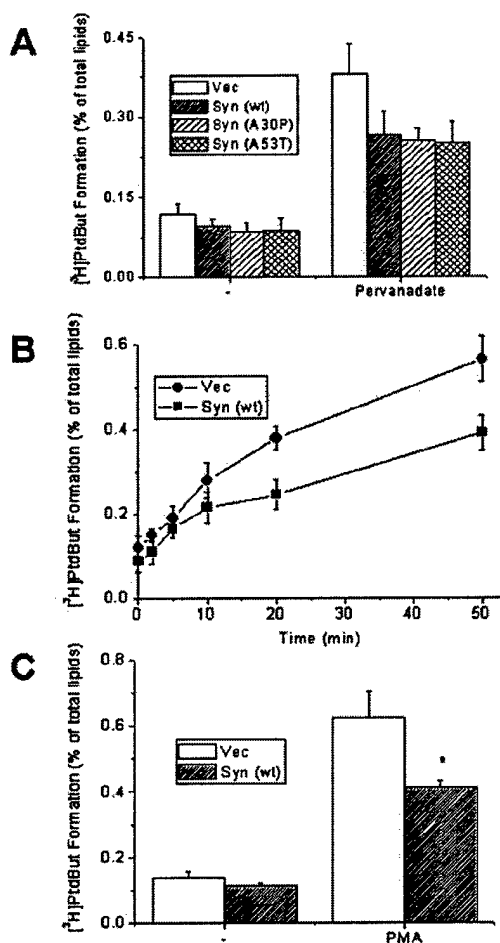 A
[³H]PtdBut Formation (% of total lipids)
0.45
0.30
0.15
0.00
Vec
Syn (wt)
Syn (A30P)
Syn (A53T)
-
Pervanadate
B
[³H]PtdBut Formation (% of total lipids)
0.6
0.4
0.2
0.0
Vec
Syn (wt)
0
10
20
30
40
50
Time (min)
C
[³H]PtdBut Formation (% of total lipids)
0.8
0.6
0.4
0.2
0.0
Vec
Syn (wt)
*
-
PMA